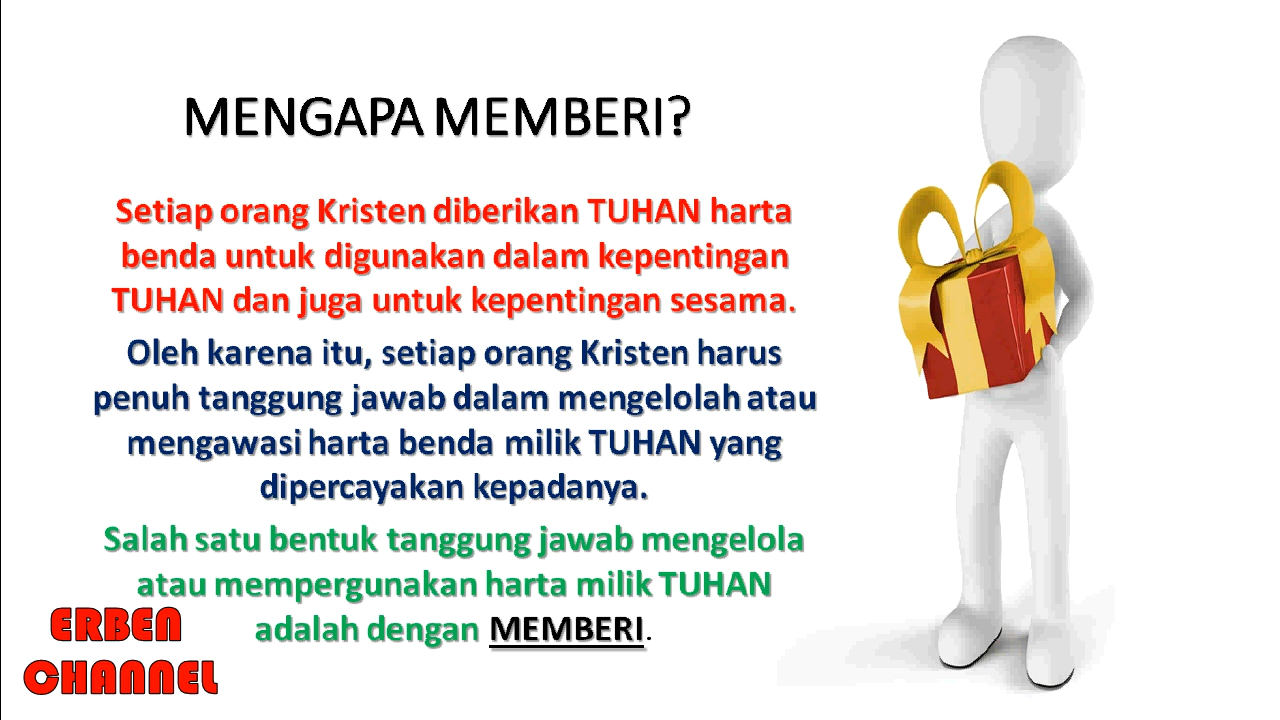 MENGAPA MEMBERI?
Setiap orang Kristen diberikan TUHAN harta
benda untuk digunakan dalam kepentingan
TUHAN dan juga untuk kepentingan sesama.
Oleh karena itu, setiap orang Kristen harus
penuh tanggung jawab dalam mengelolah atau
mengawasi harta benda milik TUHAN yang
dipercayakan kepadanya.
Salah satu bentuk tanggung jawab mengelola
atau mempergunakan harta milik TUHAN
adalah dengan MEMBERI.
ERBEN
CHANNEL